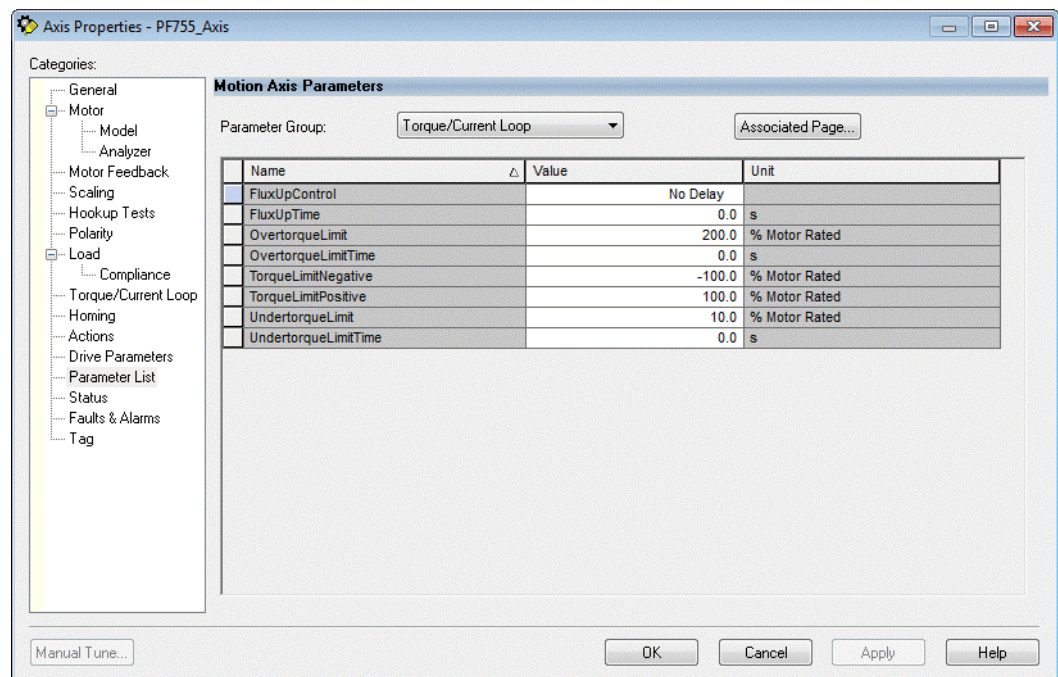 Axis Properties - PF755_Axis
Categories:
General
Motor
Model
Analyzer
Motor Feedback
Scaling
Hookup Tests
Polarity
Load
Compliance
Torque/Current Loop
Homing
Actions
Drive Parameters
Parameter List
Status
Faults & Alarms
Tag
Motion Axis Parameters
Parameter Group: Torque/Current Loop Associated Page...
Name Value Unit
FluxUpControl No Delay
FluxUpTime 0.0 s
OvertorqueLimit 200.0 % Motor Rated
OvertorqueLimitTime 0.0 s
TorqueLimitNegative -100.0 % Motor Rated
TorqueLimitPositive 100.0 % Motor Rated
UndertorqueLimit 10.0 % Motor Rated
UndertorqueLimitTime 0.0 s
Manual Tune... OK Cancel Apply Help